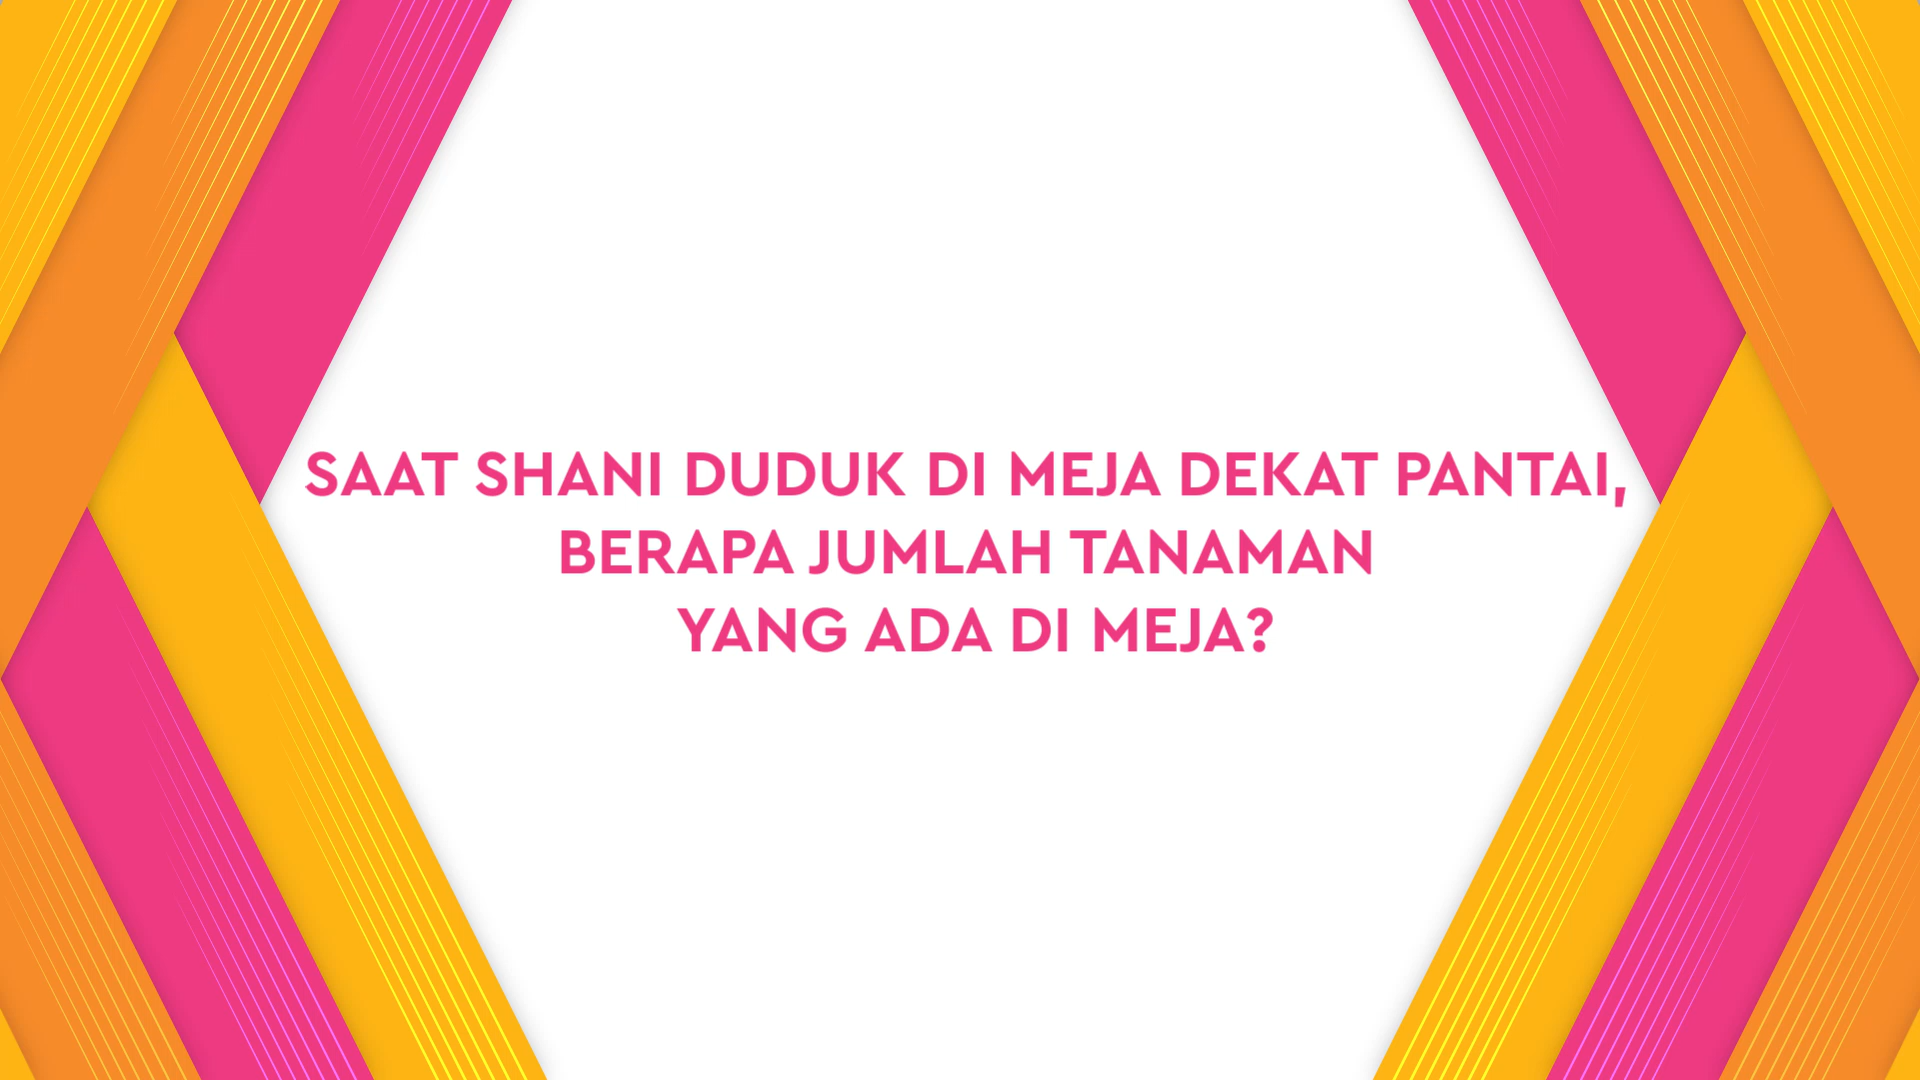 SAAT SHANI DUDUK DI MEJA DEKAT PANTAI,
BERAPA JUMLAH TANAMAN
YANG ADA DI MEJA?